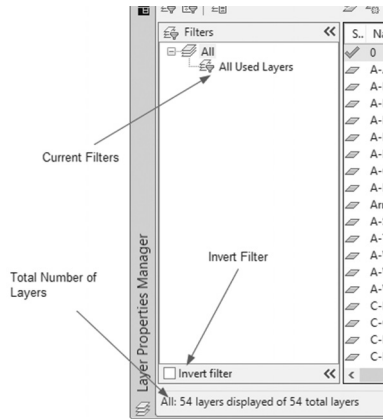 Filters
S.. Na
All
0
All Used Layers
A-
A-
A-
A-
Current Filters
A-
A-
A-
A-
A-
Layer Properties Manager
Invert Filter
Total Number of
Layers
C-
C-
C-
C-
Invert filter
All: 54 layers displayed of 54 total layers